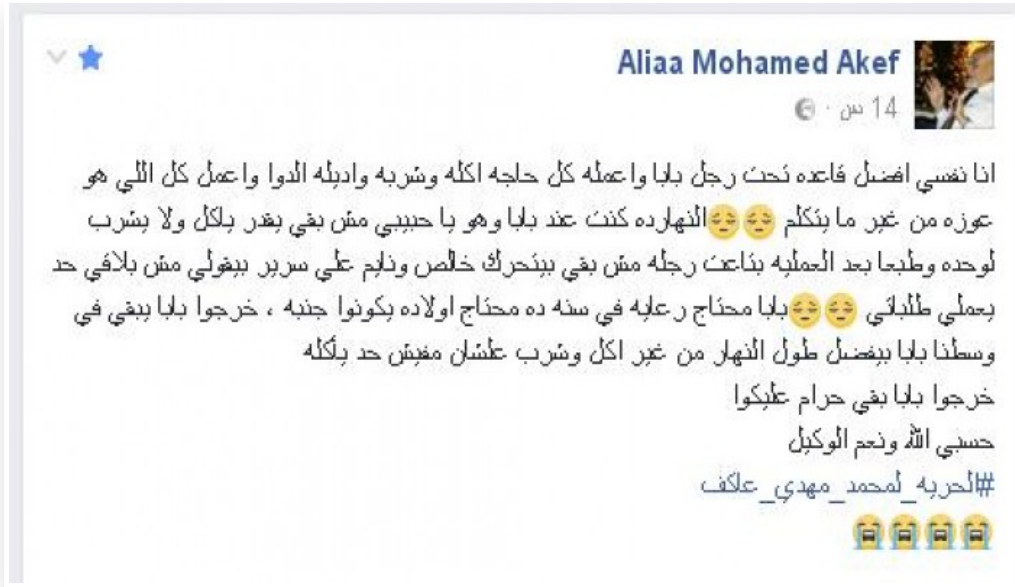 Aliaa Mohamed Akef
14 س ·
انا نفسي افضل قاعده تحت رجل بابا واعمله كل حاجه اكله وشربه واديله الدوا واعمل كل اللي هو
عوزه من غير ما يتكلم 😔😔النهارده كنت عند بابا وهو يا حبيبي مش بقي يقدر ياكل ولا يشرب
لوحده وطبعا بعد العمليه بتاعت رجله مش بقي بيتحرك خالص ونايم علي سرير بيقولي مش بلاقي حد
يعملي طلباتي 😔😔بابا محتاج رعايه في سنه ده محتاج اولاده يكونوا جنبه ، خرجوا بابا يبقي في
وسطنا بابا بيفضل طول النهار من غير اكل وشرب علشان مفيش حد يأكله
خرجوا بابا بقي حرام عليكوا
حسبي الله ونعم الوكيل
#الحريه_لمحمد_مهدي_عاكف
😭😭😭😭